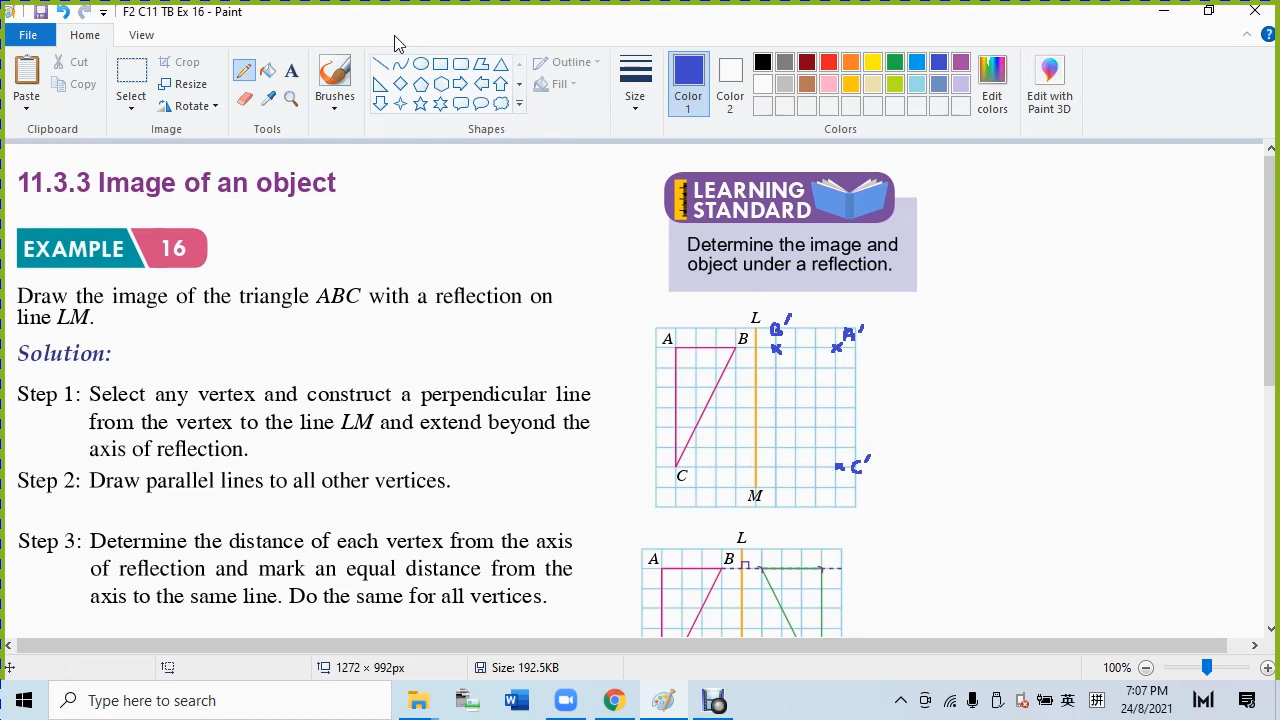 F2 C11 TB Ex 16 - Paint
File
Home
View
Paste
Cut
Copy
Clipboard
Select
Crop
Resize
Rotate
Image
A
Tools
Brushes
Shapes
Outline
Fill
Size
Color 1
Color 2
Colors
Edit colors
Edit with Paint 3D
11.3.3 Image of an object
EXAMPLE 16
Draw the image of the triangle ABC with a reflection on
line LM.
Solution:
Step 1: Select any vertex and construct a perpendicular line
from the vertex to the line LM and extend beyond the
axis of reflection.
Step 2: Draw parallel lines to all other vertices.
Step 3: Determine the distance of each vertex from the axis
of reflection and mark an equal distance from the
axis to the same line. Do the same for all vertices.
LEARNING
STANDARD
Determine the image and
object under a reflection.
L
B'
A'
A
B
C'
C
M
L
A
B
1272 × 992px
Size: 192.5KB
100%
Type here to search
英
拼
7:07 PM
24/8/2021